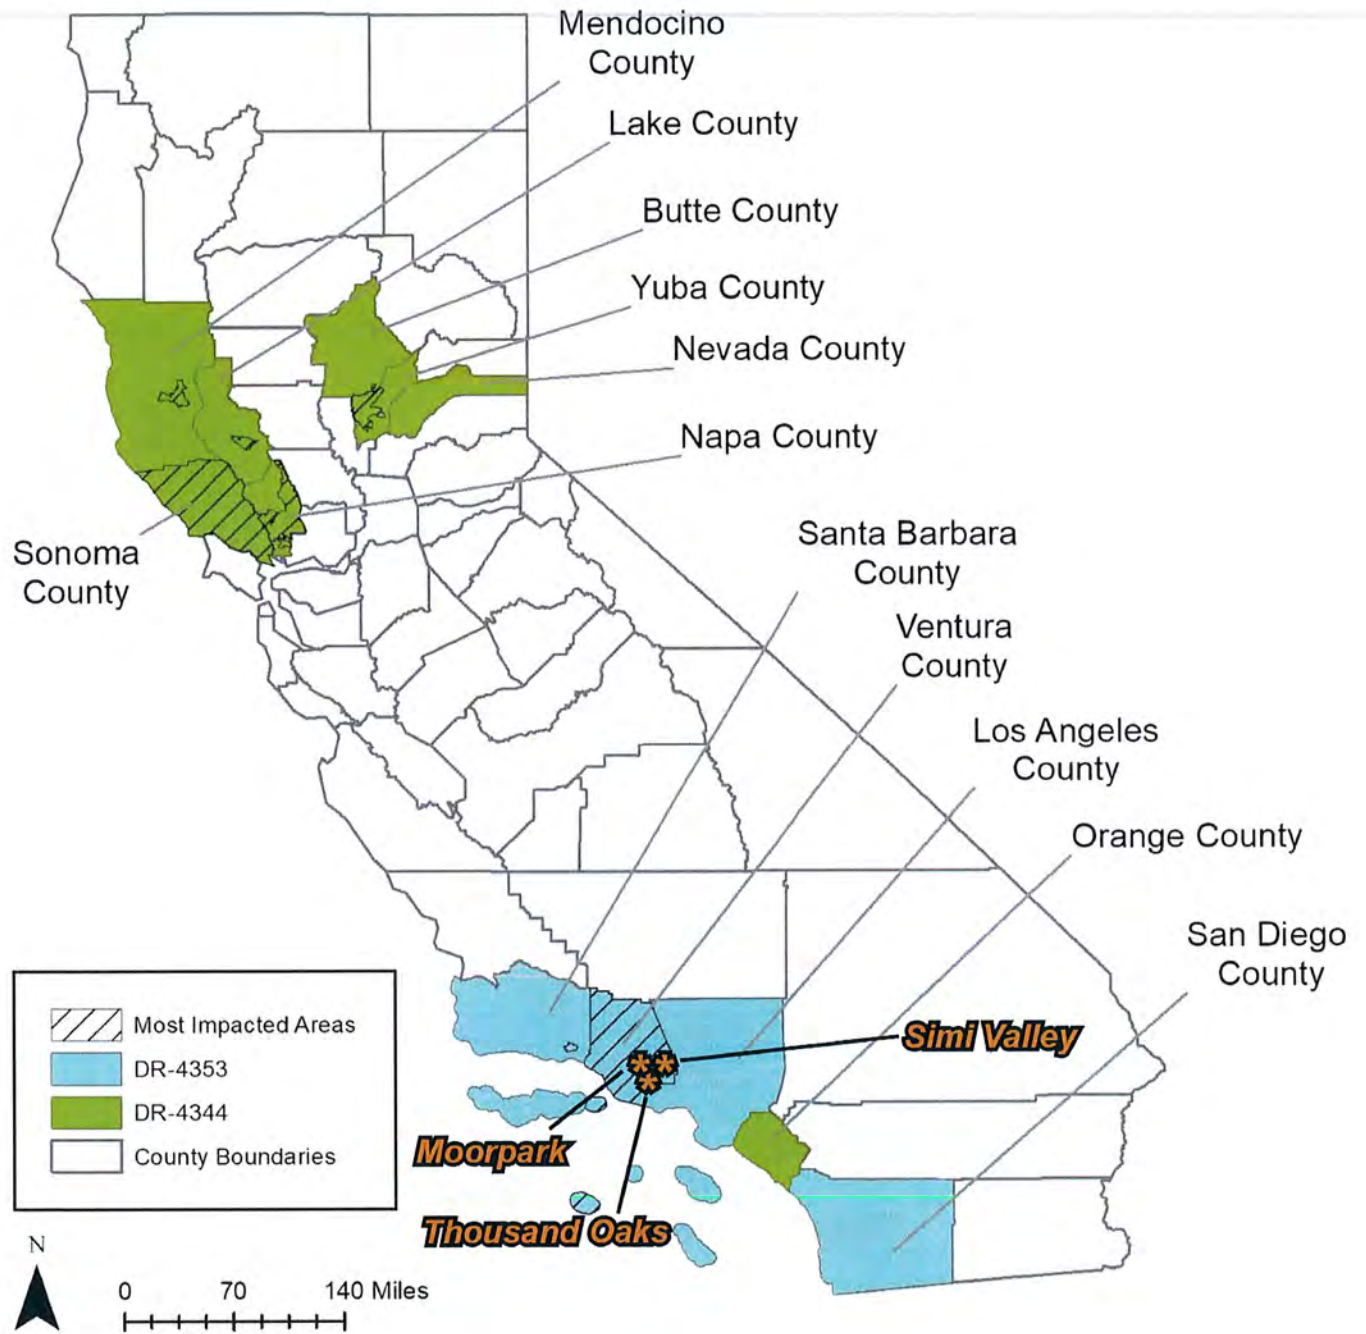 Mendocino
County
Lake County
Butte County
Yuba County
Nevada County
Napa County
Sonoma
County
Santa Barbara
County
Ventura
County
Los Angeles
County
Orange County
San Diego
County
Most Impacted Areas
DR-4353
DR-4344
County Boundaries
Simi Valley
Moorpark
Thousand Oaks
N
0 70 140 Miles